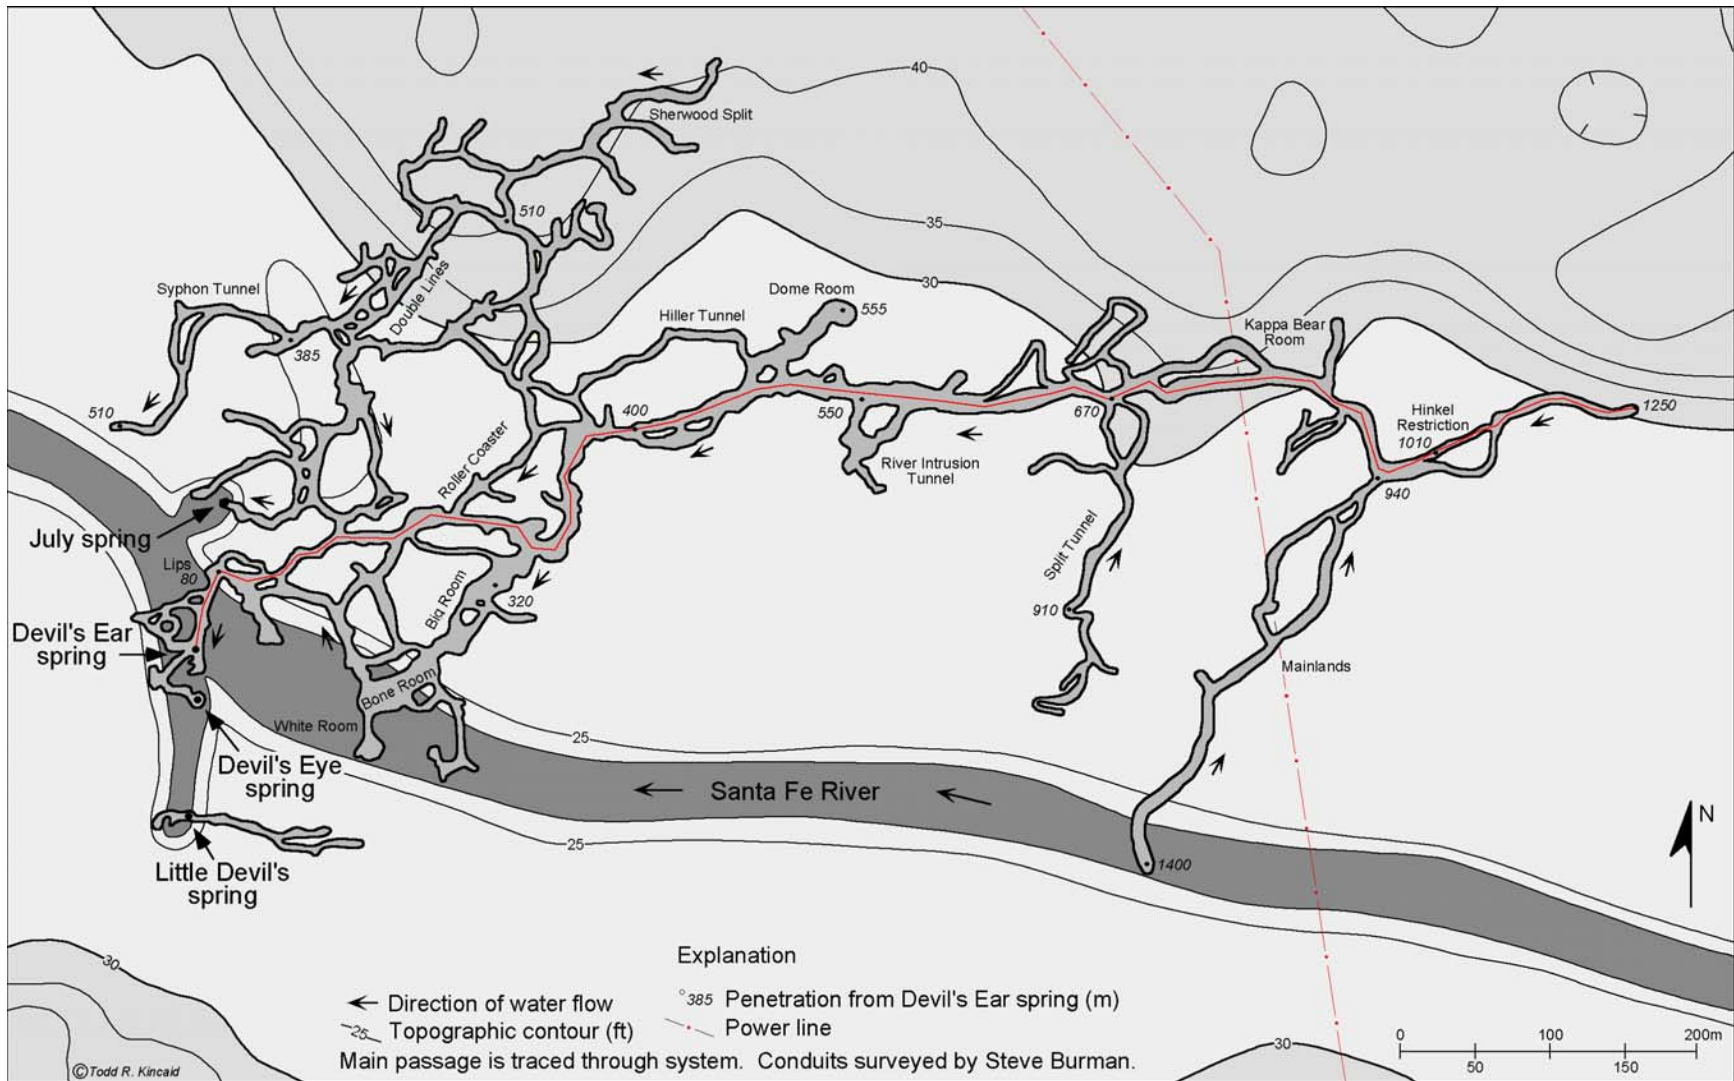 40
Sherwood Split
510
35
30
Double Lines
Syphon Tunnel
385
Dome Room
555
Hiller Tunnel
Kappa Bear
Room
510
400
550
670
1250
Hinkel
Restriction
1010
940
Roller Coaster
River Intrusion
Tunnel
July spring
Lips
80
Split Tunnel
910
Big Room
320
Devil's Ear
spring
Bone Room
White Room
Mainlands
25
Devil's Eye
spring
Santa Fe River
25
N
Little Devil's
spring
1400
30
Explanation
Direction of water flow
385 Penetration from Devil's Ear spring (m)
25 Topographic contour (ft)
Power line
Main passage is traced through system. Conduits surveyed by Steve Burman.
0 100 200m
50 150
30
©Todd R. Kincaid